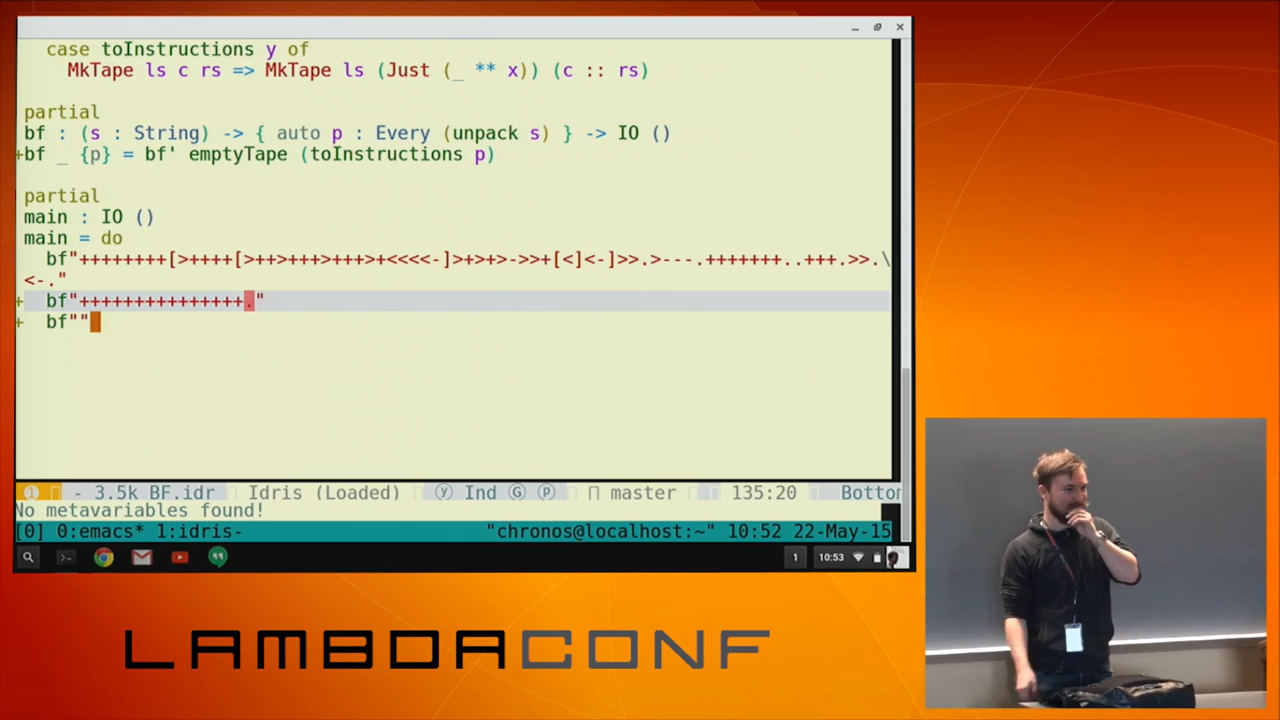 case toInstructions y of
MkTape ls c rs => MkTape ls (Just (_ ** x)) (c :: rs)
partial
bf : (s : String) -> { auto p : Every (unpack s) } -> IO ()
+bf _ {p} = bf' emptyTape (toInstructions p)
partial
main : IO ()
main = do
bf"++++++++[>++++[>++>+++>+++>+<<<<-]>+>+>->>+[<]<-]>>.>---.+++++++..+++.>>.\
<-."
+ bf"+++++++++++++++."
+ bf""
1 - 3.5k BF.idr Idris (Loaded) y Ind G p master 135:20 Bottom
No metavariables found!
[0] 0:emacs* 1:idris- "chronos@localhost:~" 10:52 22-May-15
1 10:53
LAMBDACONF